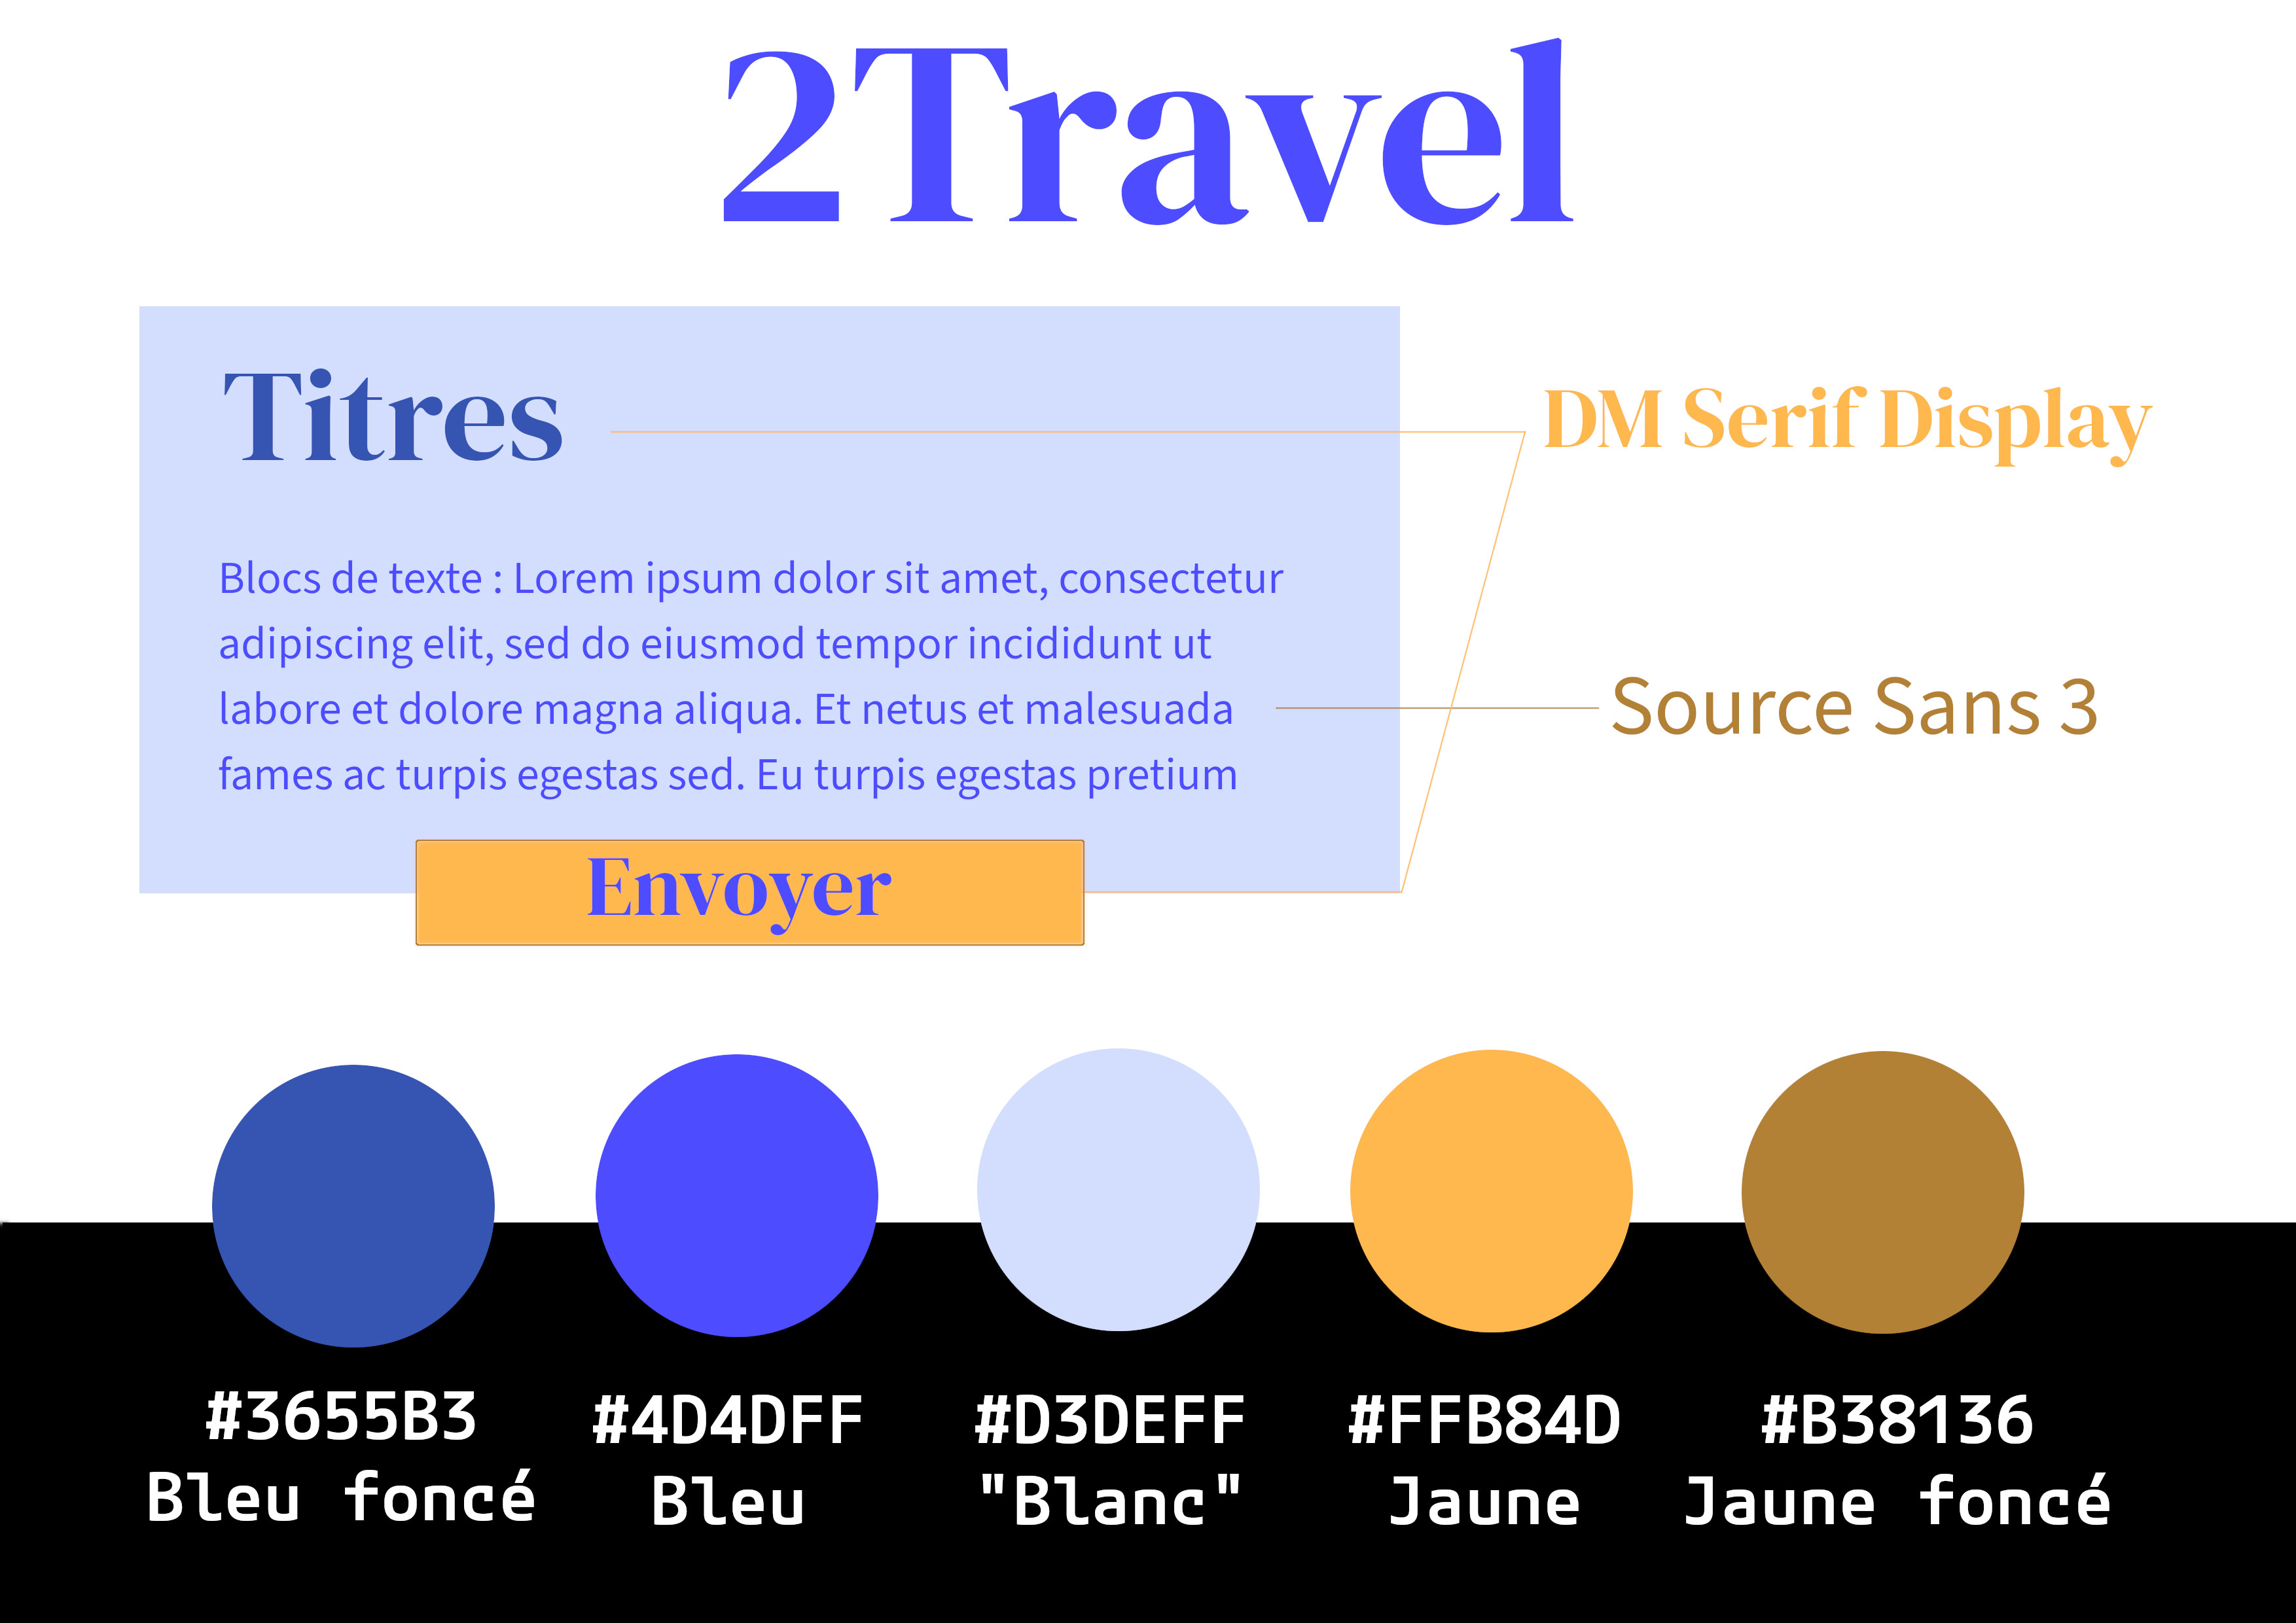 2Travel
Titres
DM Serif Display
Blocs de texte : Lorem ipsum dolor sit amet, consectetur
adipiscing elit, sed do eiusmod tempor incididunt ut
labore et dolore magna aliqua. Et netus et malesuada
fames ac turpis egestas sed. Eu turpis egestas pretium
Source Sans 3
Envoyer
#3655B3
Bleu foncé
#4D4DFF
Bleu
#D3DEFF
"Blanc"
#FFB84D
Jaune
#B38136
Jaune foncé